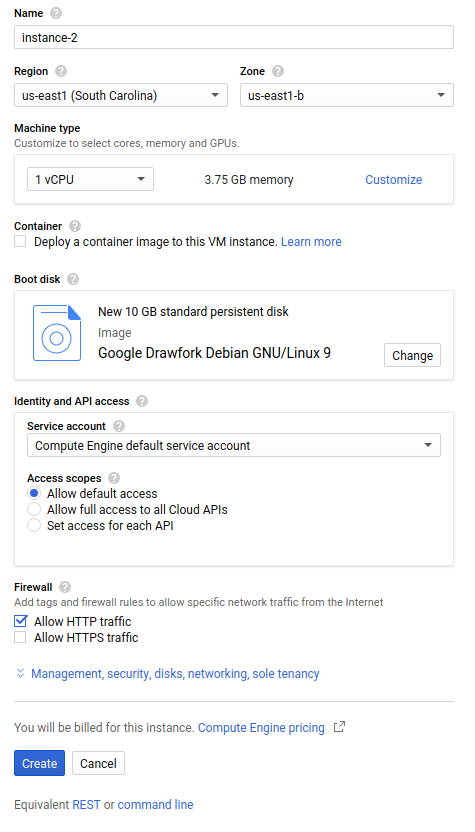 Name
instance-2
Region Zone
us-east1 (South Carolina) us-east1-b
Machine type
Customize to select cores, memory and GPUs.
1 vCPU 3.75 GB memory Customize
Container
Deploy a container image to this VM instance. Learn more
Boot disk
New 10 GB standard persistent disk
Image
Google Drawfork Debian GNU/Linux 9
Change
Identity and API access
Service account
Compute Engine default service account
Access scopes
Allow default access
Allow full access to all Cloud APIs
Set access for each API
Firewall
Add tags and firewall rules to allow specific network traffic from the Internet
Allow HTTP traffic
Allow HTTPS traffic
Management, security, disks, networking, sole tenancy
You will be billed for this instance. Compute Engine pricing
Create Cancel
Equivalent REST or command line